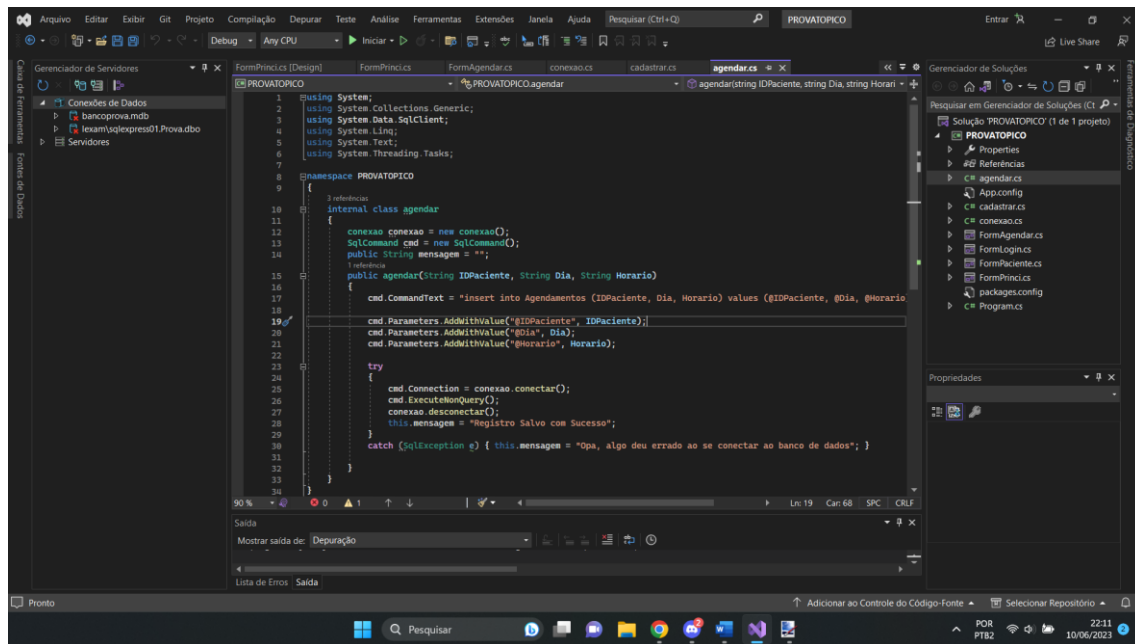 Arquivo Editar Exibir Git Projeto Compilação Depurar Teste Análise Ferramentas Extensões Janela Ajuda Pesquisar (Ctrl+Q) PROVATOPICO Entrar
Debug Any CPU Iniciar Live Share
Caixa de Ferramentas
Fontes de Dados
Gerenciador de Servidores
Conexões de Dados
bancoprova.mdb
lexam\sqlexpress01.Prova.dbo
Servidores
FormPrinci.cs [Design] FormPrinci.cs FormAgendar.cs conexao.cs cadastrar.cs agendar.cs
PROVATOPICO PROVATOPICO.agendar agendar(string IDPaciente, string Dia, string Horari
1 using System;
2 using System.Collections.Generic;
3 using System.Data.SqlClient;
4 using System.Linq;
5 using System.Text;
6 using System.Threading.Tasks;
7
8 namespace PROVATOPICO
9 {
3 referências
10 internal class agendar
11 {
12 conexao conexao = new conexao();
13 SqlCommand cmd = new SqlCommand();
14 public String mensagem = "";
1 referência
15 public agendar(String IDPaciente, String Dia, String Horario)
16 {
17 cmd.CommandText = "insert into Agendamentos (IDPaciente, Dia, Horario) values (@IDPaciente, @Dia, @Horario
18
19 cmd.Parameters.AddWithValue("@IDPaciente", IDPaciente);
20 cmd.Parameters.AddWithValue("@Dia", Dia);
21 cmd.Parameters.AddWithValue("@Horario", Horario);
22
23 try
24 {
25 cmd.Connection = conexao.conectar();
26 cmd.ExecuteNonQuery();
27 conexao.desconectar();
28 this.mensagem = "Registro Salvo com Sucesso";
29 }
30 catch (SqlException e) { this.mensagem = "Opa, algo deu errado ao se conectar ao banco de dados"; }
31
32 }
33 }
34 }
90 % 0 1 Ln: 19 Car: 68 SPC CRLF
Saída
Mostrar saída de: Depuração
Lista de Erros Saída
Gerenciador de Soluções
Pesquisar em Gerenciador de Soluções (Ct
Solução 'PROVATOPICO' (1 de 1 projeto)
PROVATOPICO
Properties
Referências
C# agendar.cs
App.config
C# cadastrar.cs
C# conexao.cs
FormAgendar.cs
FormLogin.cs
FormPaciente.cs
FormPrinci.cs
packages.config
C# Program.cs
Propriedades
Ferramentas de Diagnóstico
Pronto Adicionar ao Controle do Código-Fonte Selecionar Repositório
Pesquisar
POR
PTB2
22:11
10/06/2023
2